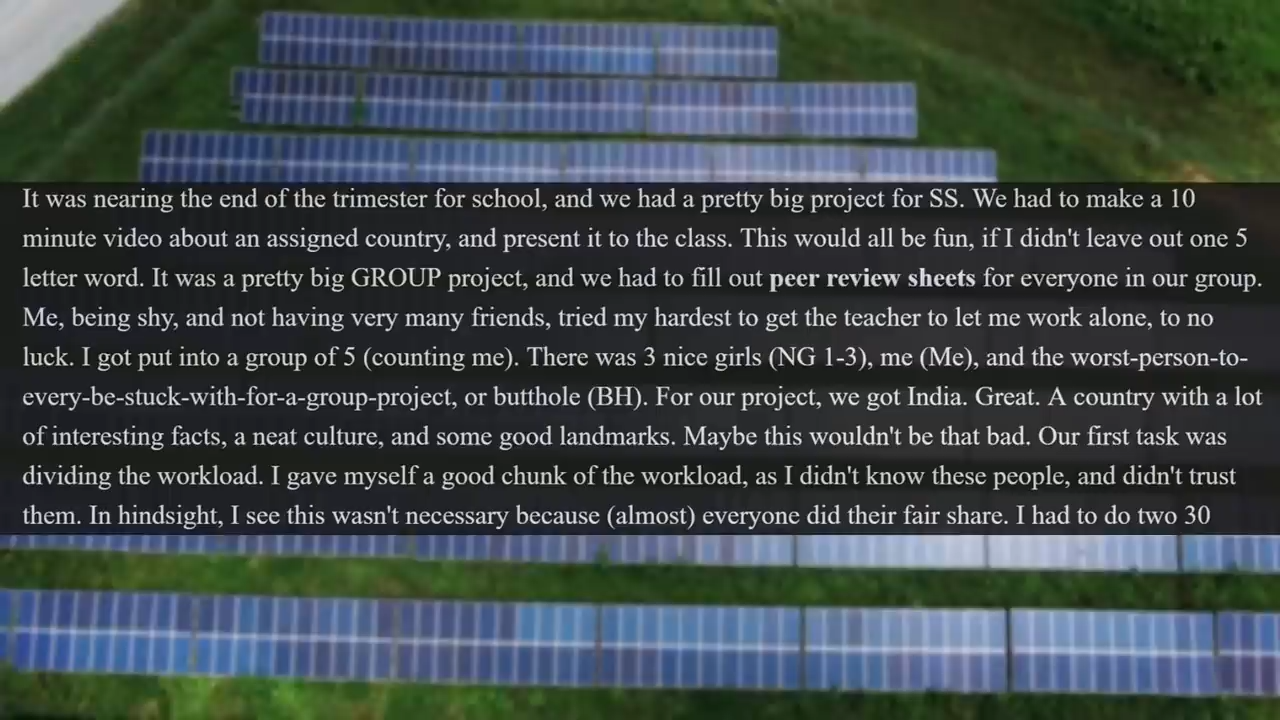 It was nearing the end of the trimester for school, and we had a pretty big project for SS. We had to make a 10
minute video about an assigned country, and present it to the class. This would all be fun, if I didn't leave out one 5
letter word. It was a pretty big GROUP project, and we had to fill out peer review sheets for everyone in our group.
Me, being shy, and not having very many friends, tried my hardest to get the teacher to let me work alone, to no
luck. I got put into a group of 5 (counting me). There was 3 nice girls (NG 1-3), me (Me), and the worst-person-to-
every-be-stuck-with-for-a-group-project, or butthole (BH). For our project, we got India. Great. A country with a lot
of interesting facts, a neat culture, and some good landmarks. Maybe this wouldn't be that bad. Our first task was
dividing the workload. I gave myself a good chunk of the workload, as I didn't know these people, and didn't trust
them. In hindsight, I see this wasn't necessary because (almost) everyone did their fair share. I had to do two 30